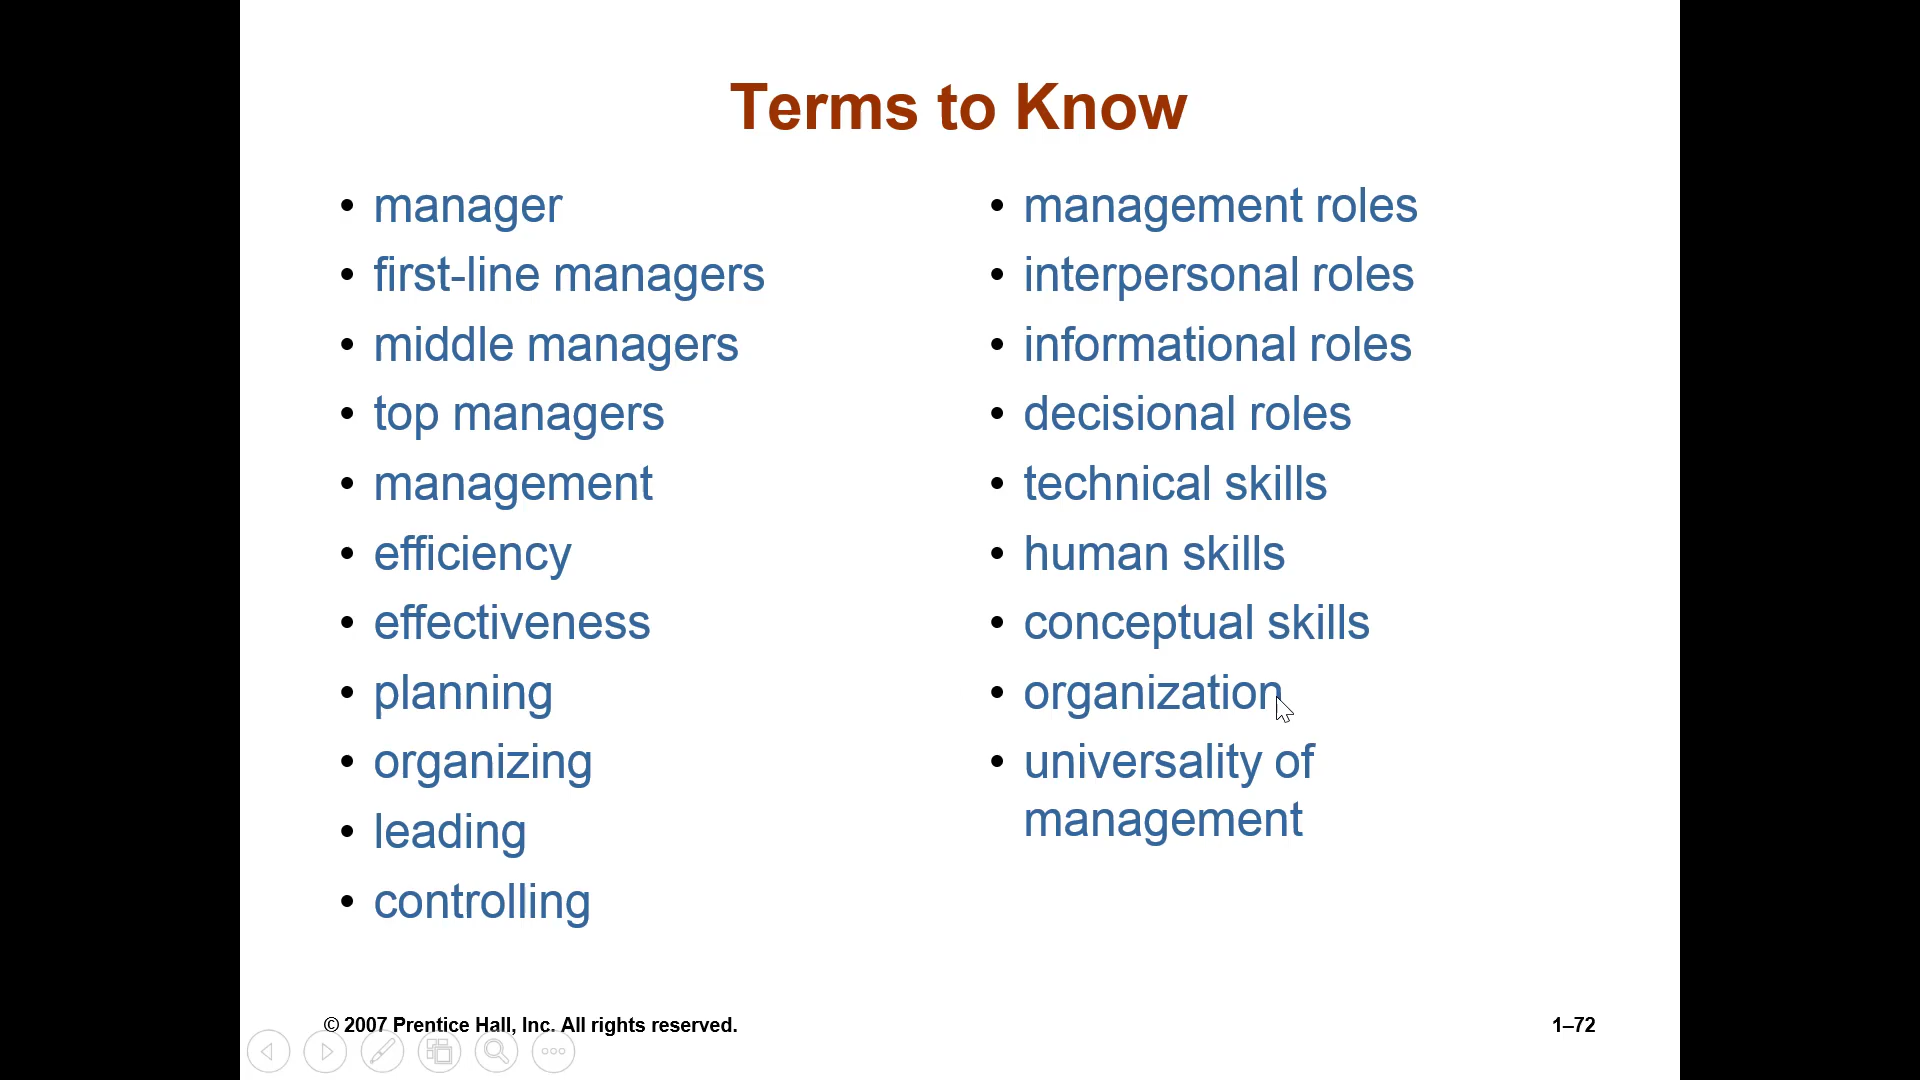 Terms to Know
• manager
• first-line managers
• middle managers
• top managers
• management
• efficiency
• effectiveness
• planning
• organizing
• leading
• controlling
• management roles
• interpersonal roles
• informational roles
• decisional roles
• technical skills
• human skills
• conceptual skills
• organization
• universality of
management
© 2007 Prentice Hall, Inc. All rights reserved.
1–72